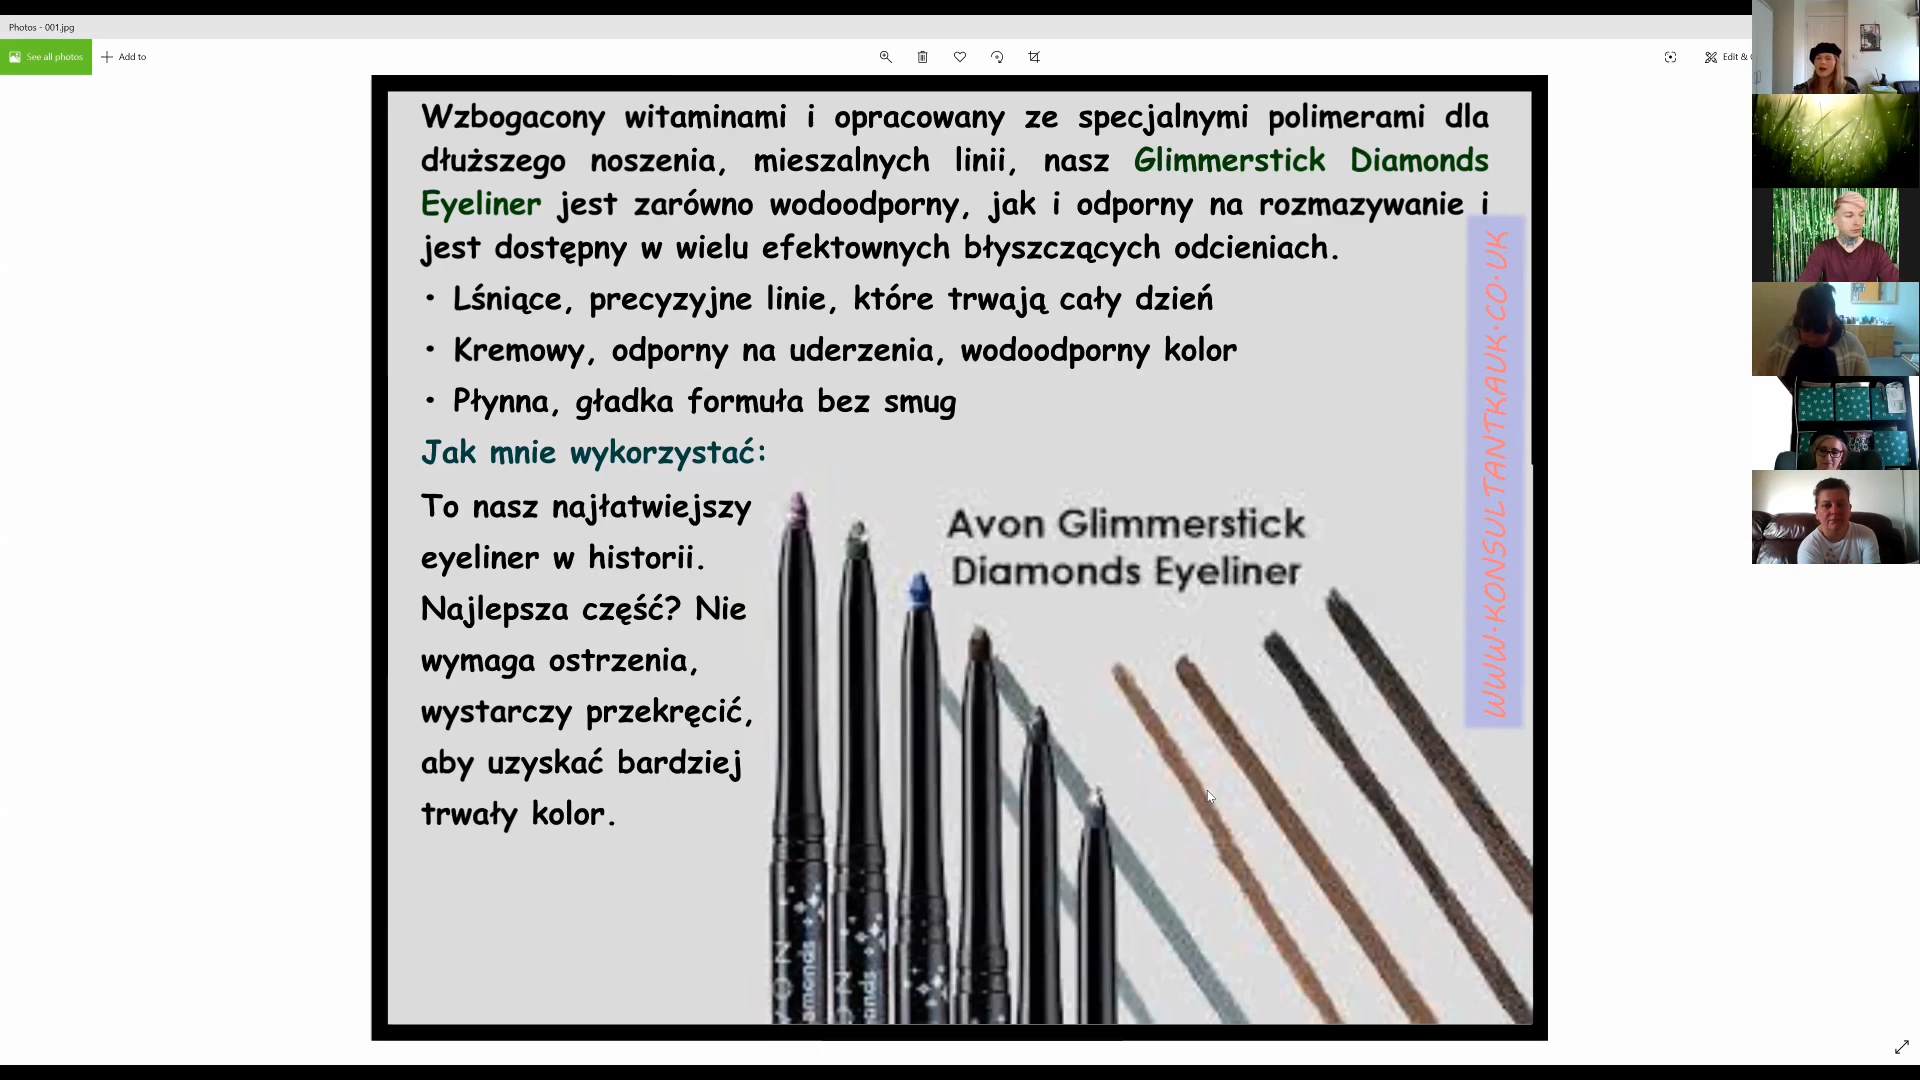 Photos - 001.jpg
See all photos
Add to
Edit &
Wzbogacony witaminami i opracowany ze specjalnymi polimerami dla
dłuższego noszenia, mieszalnych linii, nasz Glimmerstick Diamonds
Eyeliner jest zarówno wodoodporny, jak i odporny na rozmazywanie i
jest dostępny w wielu efektownych błyszczących odcieniach.
• Lśniące, precyzyjne linie, które trwają cały dzień
• Kremowy, odporny na uderzenia, wodoodporny kolor
• Płynna, gładka formuła bez smug
Jak mnie wykorzystać:
To nasz najłatwiejszy
eyeliner w historii.
Najlepsza część? Nie
wymaga ostrzenia,
wystarczy przekręcić,
aby uzyskać bardziej
trwały kolor.
Avon Glimmerstick
Diamonds Eyeliner
WWW.KONSULTANTKAUK.CO.UK